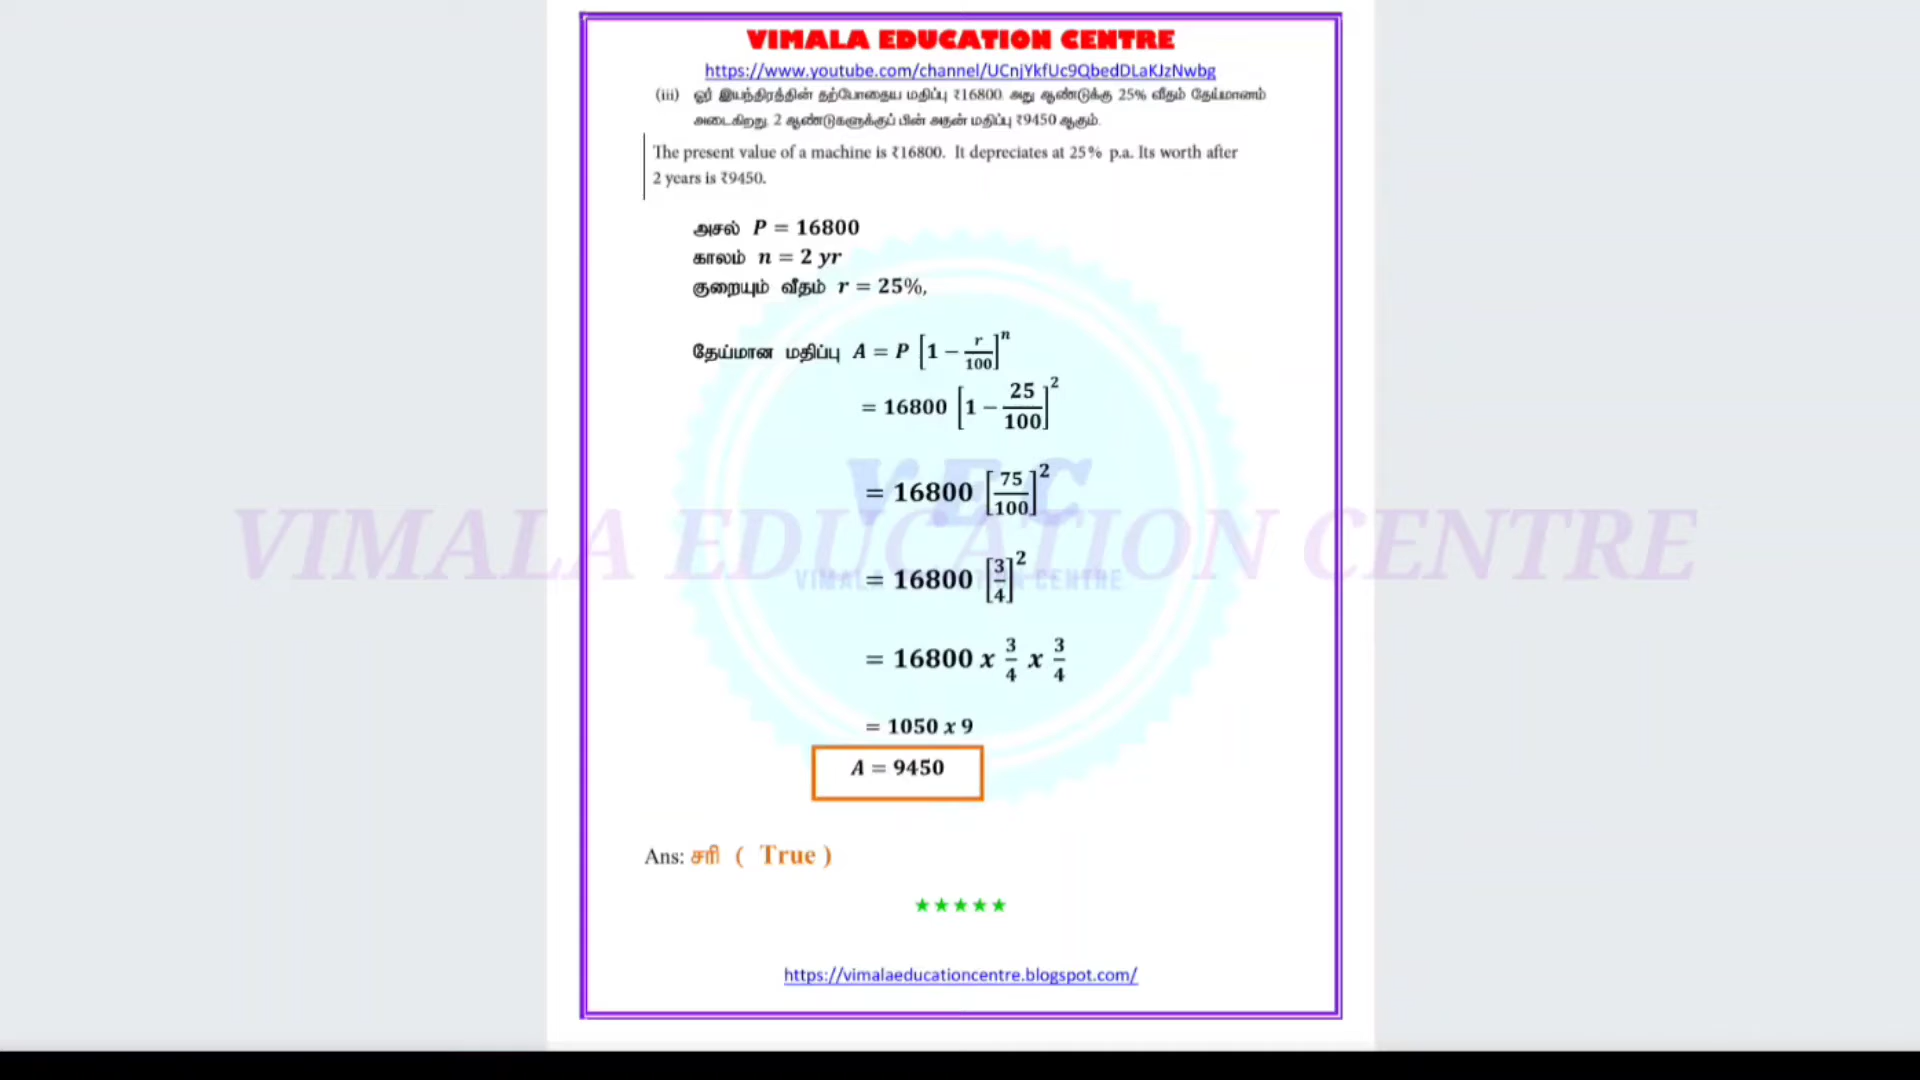 VIMALA EDUCATION CENTRE
https://www.youtube.com/channel/UCnjYkfUc9QbedDLaKJzNwbg
(iii) ஓர் இயந்திரத்தின் தற்போதைய மதிப்பு ₹16800. அது ஆண்டுக்கு 25% வீதம் தேய்மானம்
அடைகிறது. 2 ஆண்டுகளுக்குப் பின் அதன் மதிப்பு ₹9450 ஆகும்.
The present value of a machine is ₹16800. It depreciates at 25% p.a. Its worth after
2 years is ₹9450.
அசல் P = 16800
காலம் n = 2 yr
குறையும் வீதம் r = 25%,
தேய்மான மதிப்பு A = P [1 − r/100]^n
= 16800 [1 − 25/100]^2
= 16800 [75/100]^2
= 16800 [3/4]^2
= 16800 x 3/4 x 3/4
= 1050 x 9
A = 9450
Ans: சரி ( True )
★★★★★
https://vimalaeducationcentre.blogspot.com/
VEC
VIMALA EDUCATION CENTRE
VIMALA EDUCATION CENTRE